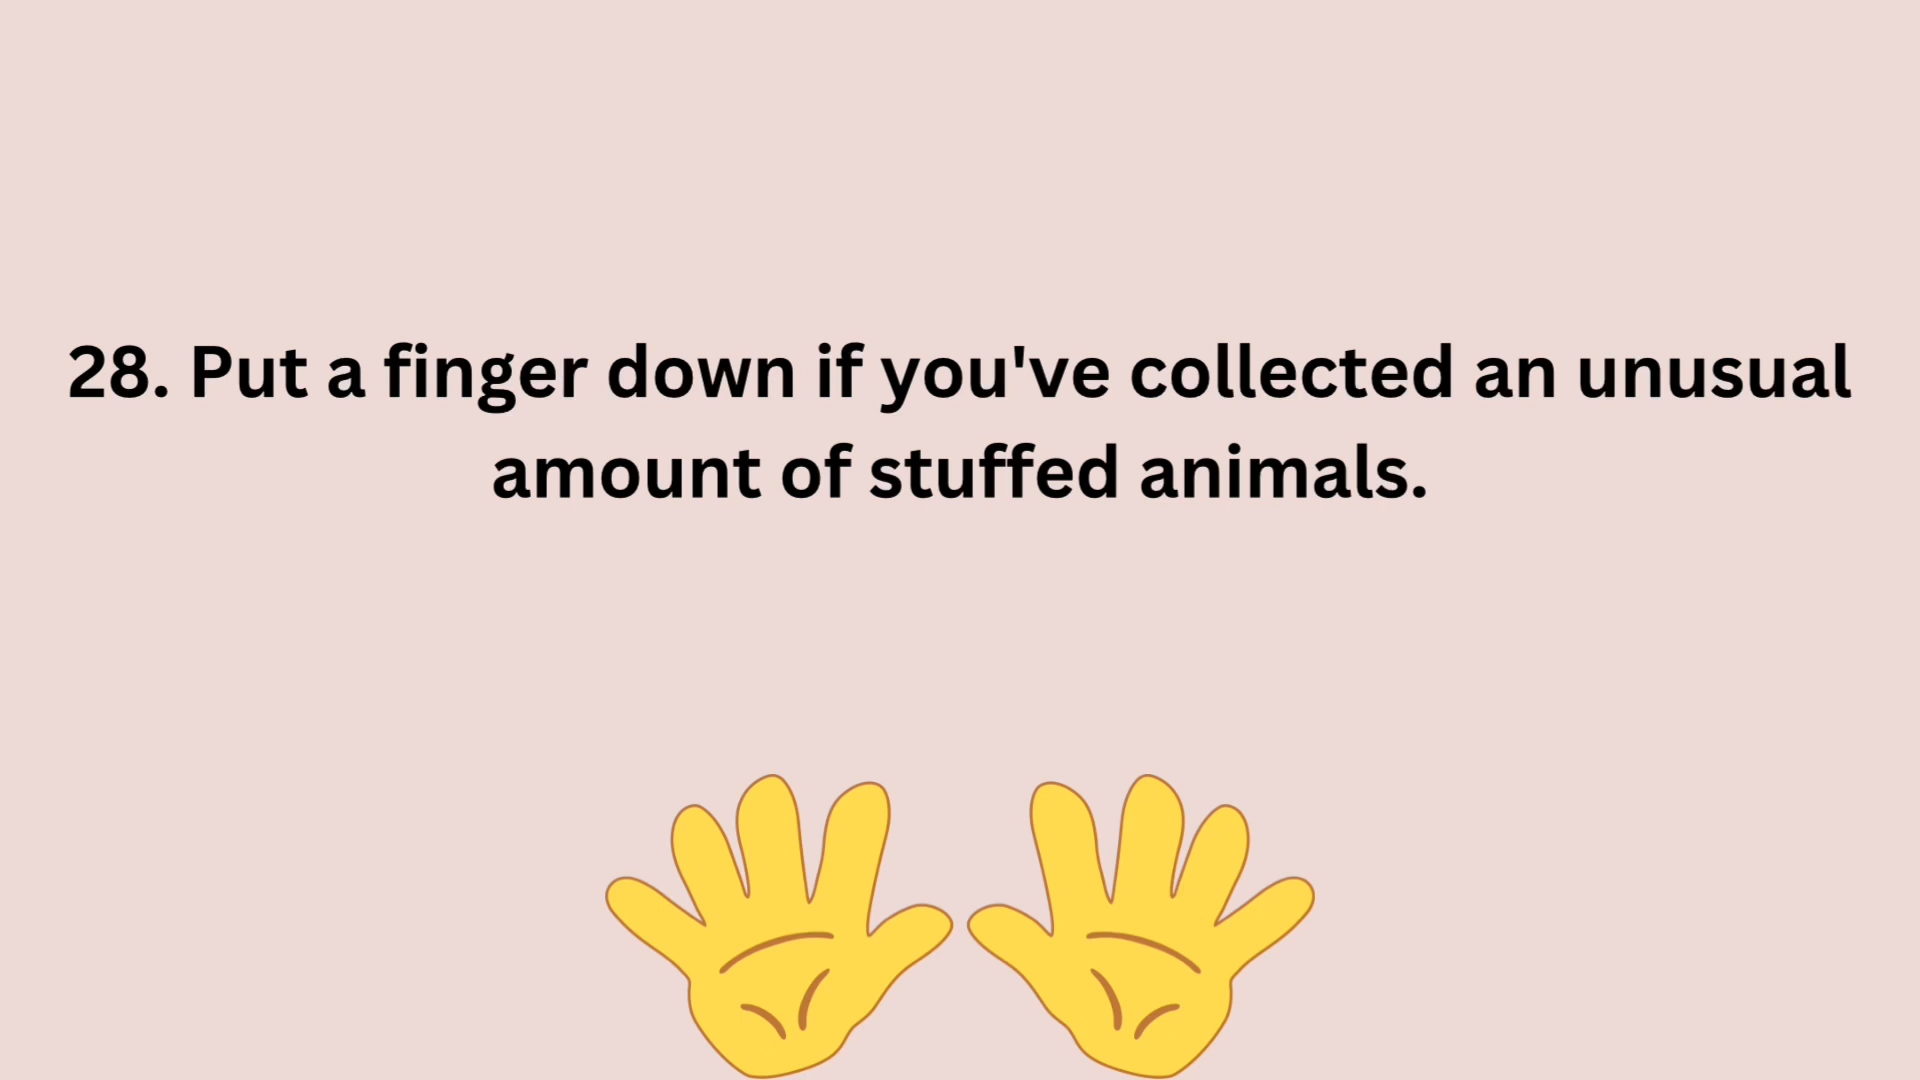 28. Put a finger down if you've collected an unusual
amount of stuffed animals.